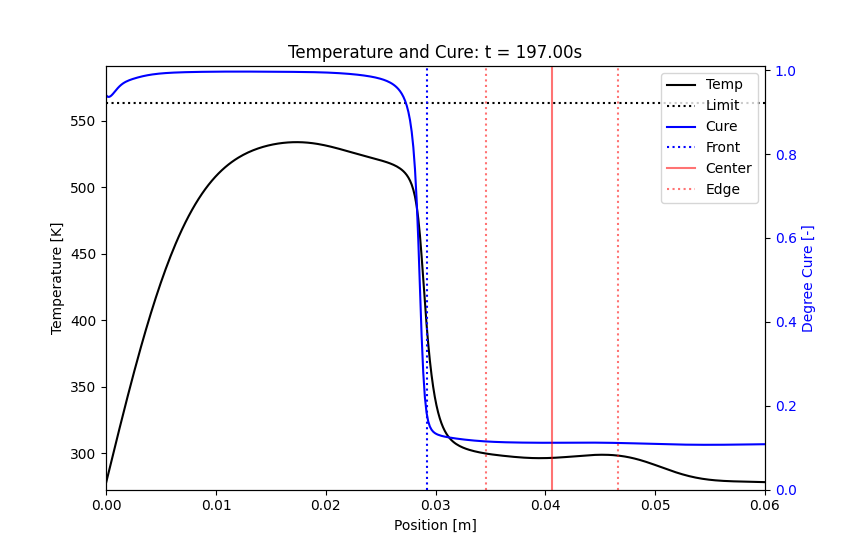 Temperature and Cure: t = 197.00s
Temperature [K]
550
500
450
400
350
300
Temp
Limit
Cure
Front
Center
Edge
1.0
0.8
0.6
0.4
0.2
0.0
Degree Cure [-]
0.00 0.01 0.02 0.03 0.04 0.05 0.06
Position [m]